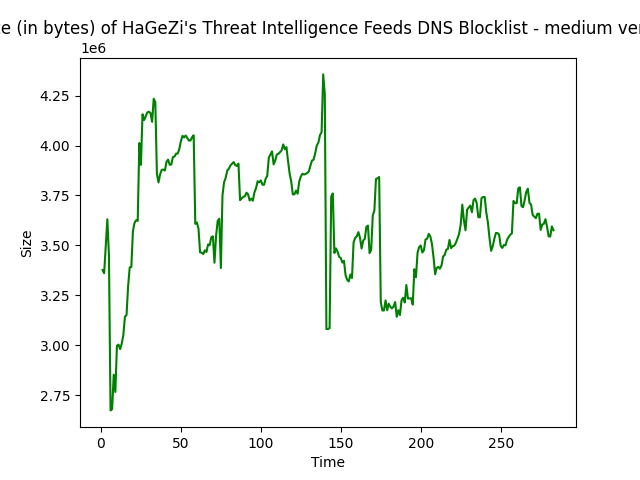 e (in bytes) of HaGeZi's Threat Intelligence Feeds DNS Blocklist - medium ver
1e6
4.25
4.00
3.75
3.50
3.25
3.00
2.75
Size
0 50 100 150 200 250
Time